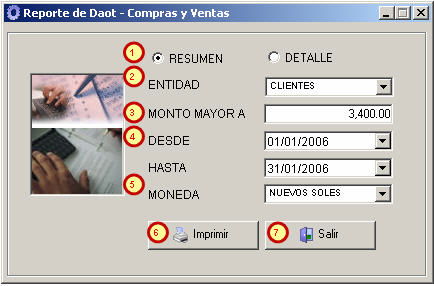 Reporte de Daot - Compras y Ventas
1 RESUMEN DETALLE
2 ENTIDAD CLIENTES
3 MONTO MAYOR A 3,400.00
4 DESDE 01/01/2006
HASTA 31/01/2006
5 MONEDA NUEVOS SOLES
6 Imprimir 7 Salir